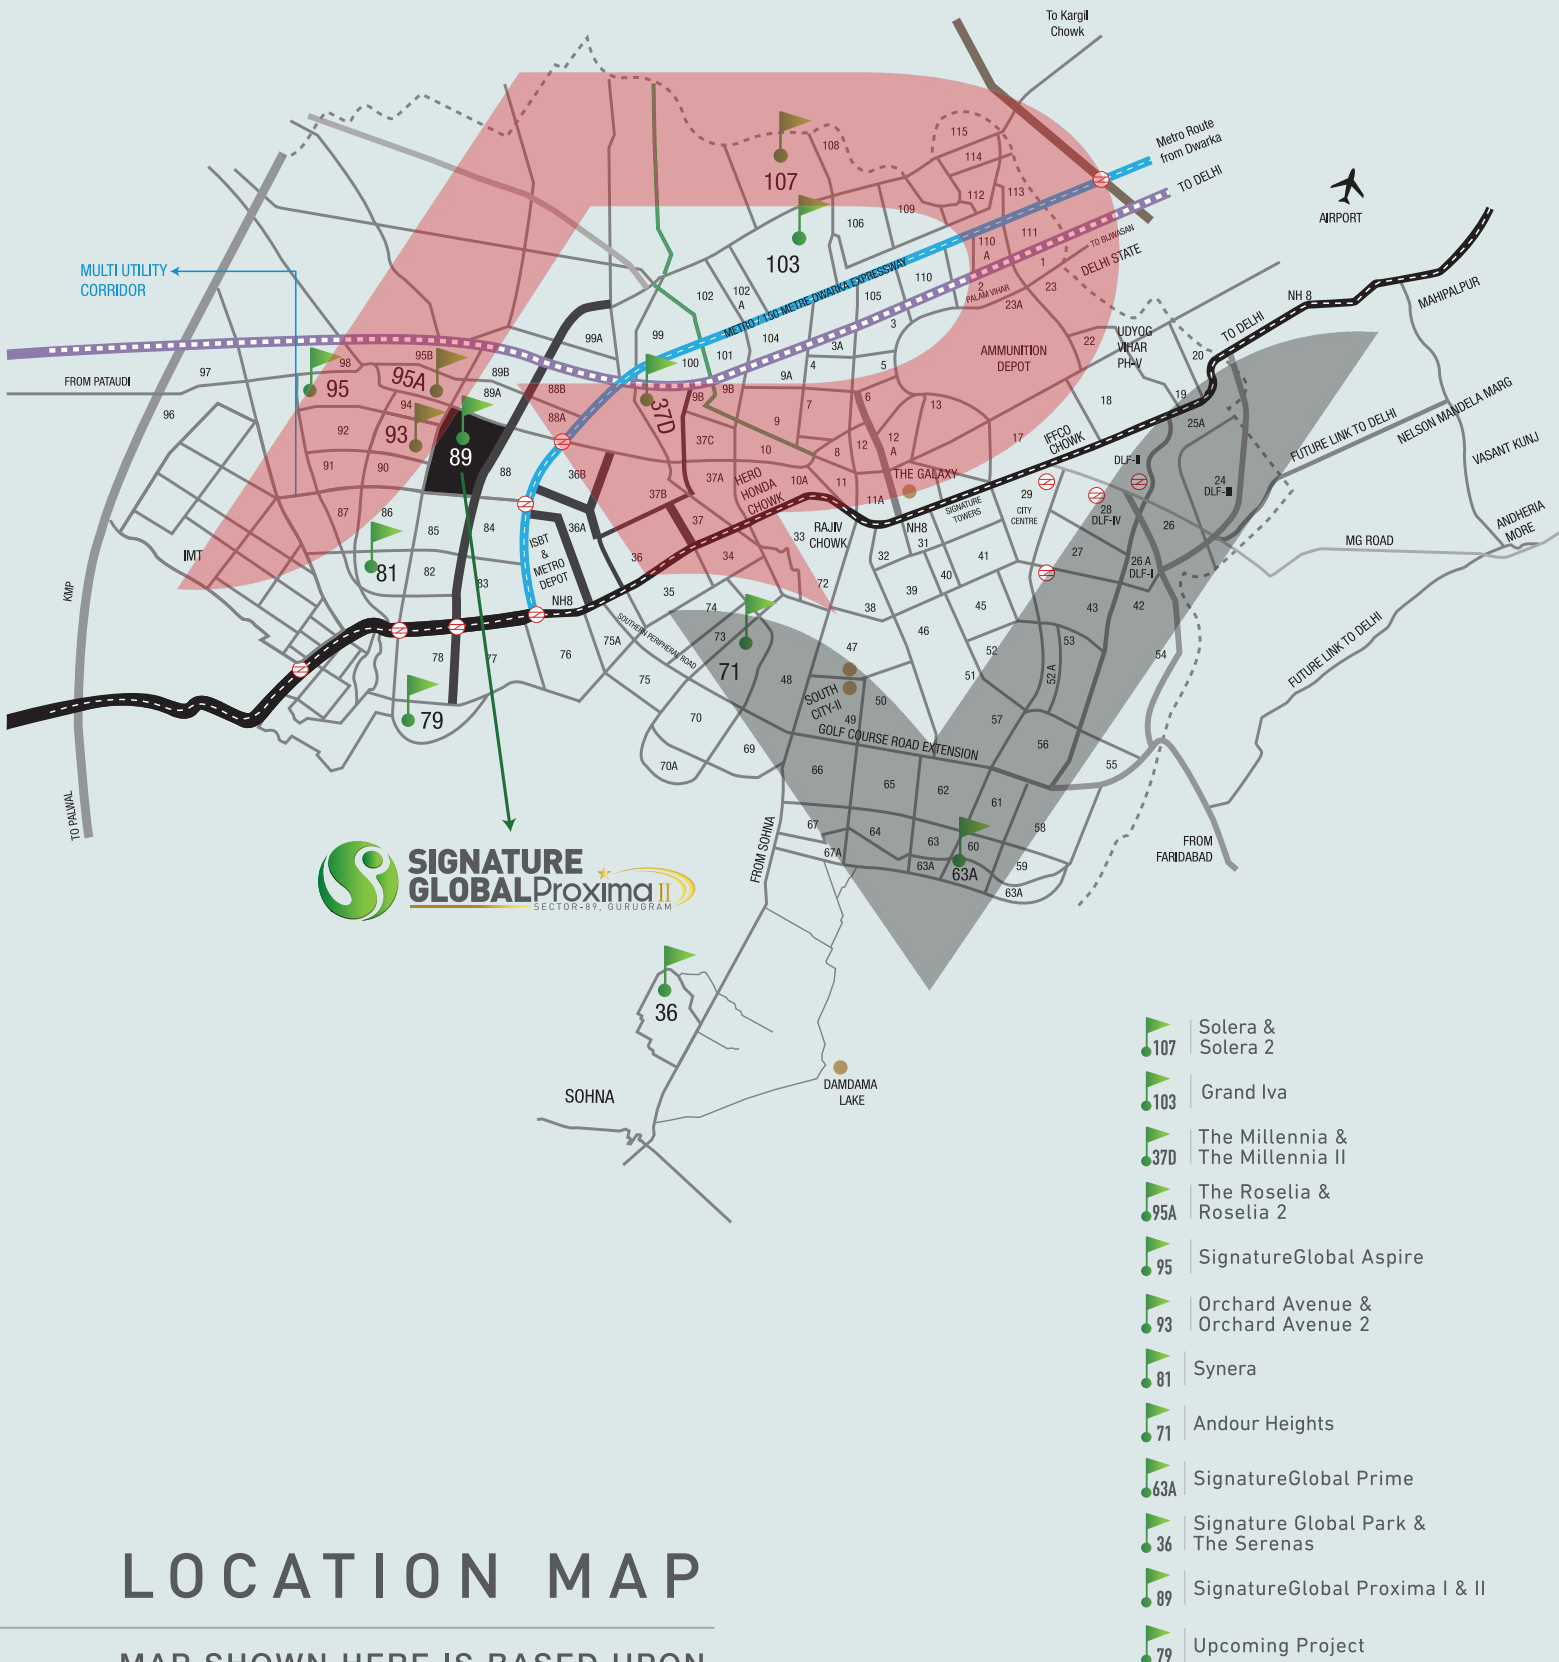 To Kargil
Chowk
Metro Route
from Dwarka
TO DELHI
AIRPORT
115
108
114
107
112
113
109
106
111
110
A
TO BIJWASAN
103
DELHI STATE
1
MULTI UTILITY
CORRIDOR
METRO / 150 METRE DWARKA EXPRESSWAY
110
2
23
PALAM VIHAR
23A
102
102
A
105
NH 8
MAHIPALPUR
3
TO DELHI
99A
99
104
3A
UDYOG
VIHAR
PH-V
22
AMMUNITION
DEPOT
20
98
95B
101
100
4
5
97
89B
9A
FROM PATAUDI
95
95A
89A
88B
9B
9B
6
19
18
NELSON MANDELA MARG
94
7
13
96
88A
37D
9
25A
FUTURE LINK TO DELHI
92
93
37C
12
12
A
17
IFFCO
CHOWK
VASANT KUNJ
89
10
8
DLF-II
91
90
88
36B
37A
HERO
HONDA
CHOWK
10A
11
THE GALAXY
24
DLF-III
37B
11A
29
CITY
CENTRE
SIGNATURE
TOWERS
28
DLF-IV
87
86
37
RAJIV
CHOWK
NH8
26
ANDHERIA
MORE
85
84
36A
33
31
MG ROAD
IMT
ISBT
&
METRO
DEPOT
36
34
32
41
27
26 A
DLF-I
81
82
83
72
40
35
39
KMP
NH8
74
38
45
43
42
SOUTHERN PERIPHERAL ROAD
73
46
53
75A
47
52
54
78
77
76
71
48
51
52 A
FUTURE LINK TO DELHI
75
SOUTH
CITY-II
50
79
70
49
57
GOLF COURSE ROAD EXTENSION
69
56
70A
66
55
65
62
61
TO PALWAL
67
64
58
FROM SOHNA
63
60
FROM
FARIDABAD
67A
63A
63A
59
63A
SIGNATURE
GLOBAL Proxima II
SECTOR-89, GURUGRAM
36
DAMDAMA
LAKE
SOHNA
107 Solera &
Solera 2
103 Grand Iva
37D The Millennia &
The Millennia II
95A The Roselia &
Roselia 2
95 SignatureGlobal Aspire
93 Orchard Avenue &
Orchard Avenue 2
81 Synera
71 Andour Heights
63A SignatureGlobal Prime
36 Signature Global Park &
The Serenas
89 SignatureGlobal Proxima I & II
79 Upcoming Project
LOCATION MAP
MAP SHOWN HERE IS BASED UPON